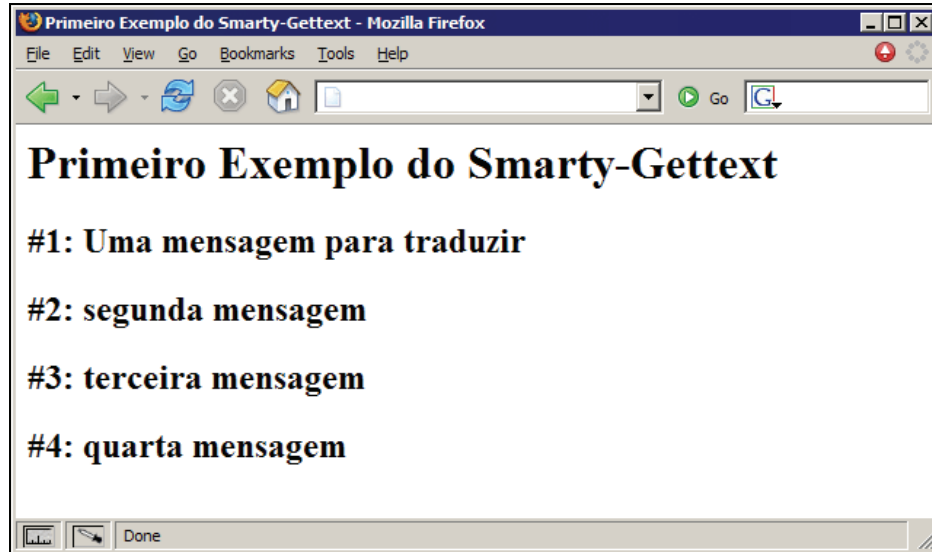 Primeiro Exemplo do Smarty-Gettext - Mozilla Firefox
File Edit View Go Bookmarks Tools Help
Go G
Primeiro Exemplo do Smarty-Gettext
#1: Uma mensagem para traduzir
#2: segunda mensagem
#3: terceira mensagem
#4: quarta mensagem
Done